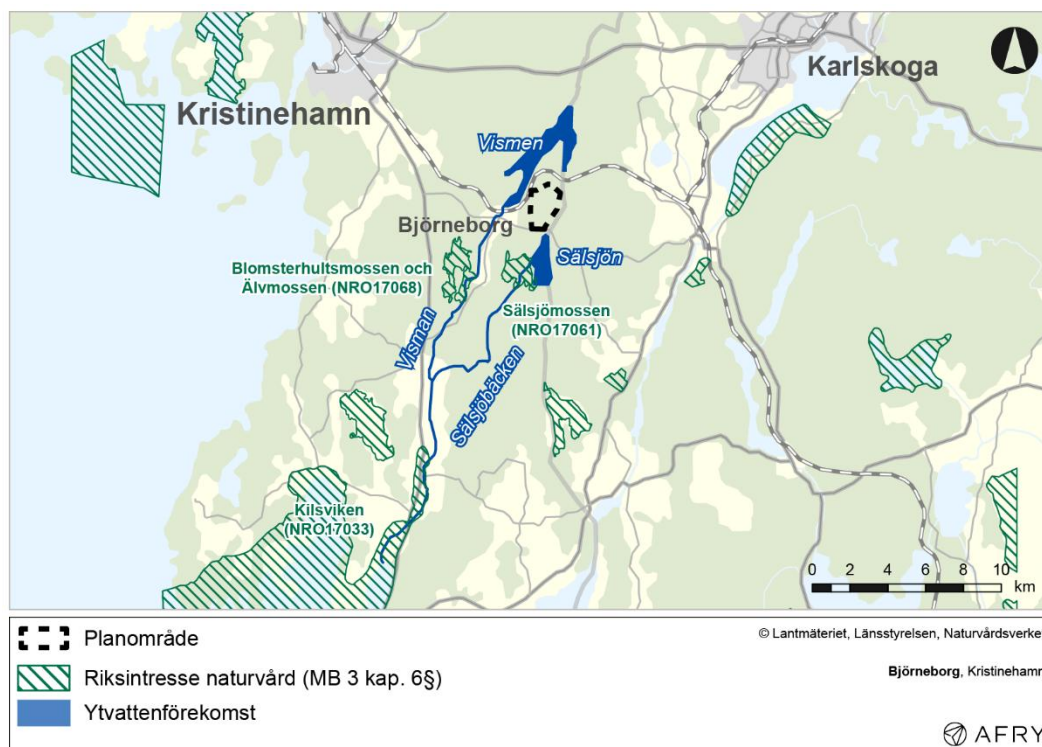 Kristinehamn
Karlskoga
Vismen
Björneborg
Sälsjön
Blomsterhultsmossen och
Älvmossen (NRO17068)
Sälsjömossen
(NRO17061)
Visman
Sälsjöbäcken
Kilsviken
(NRO17033)
0 2 4 6 8 10
km
Planområde
Riksintresse naturvård (MB 3 kap. 6§)
Ytvattenförekomst
© Lantmäteriet, Länsstyrelsen, Naturvårdsverke
Björneborg, Kristinehamn
AFRY